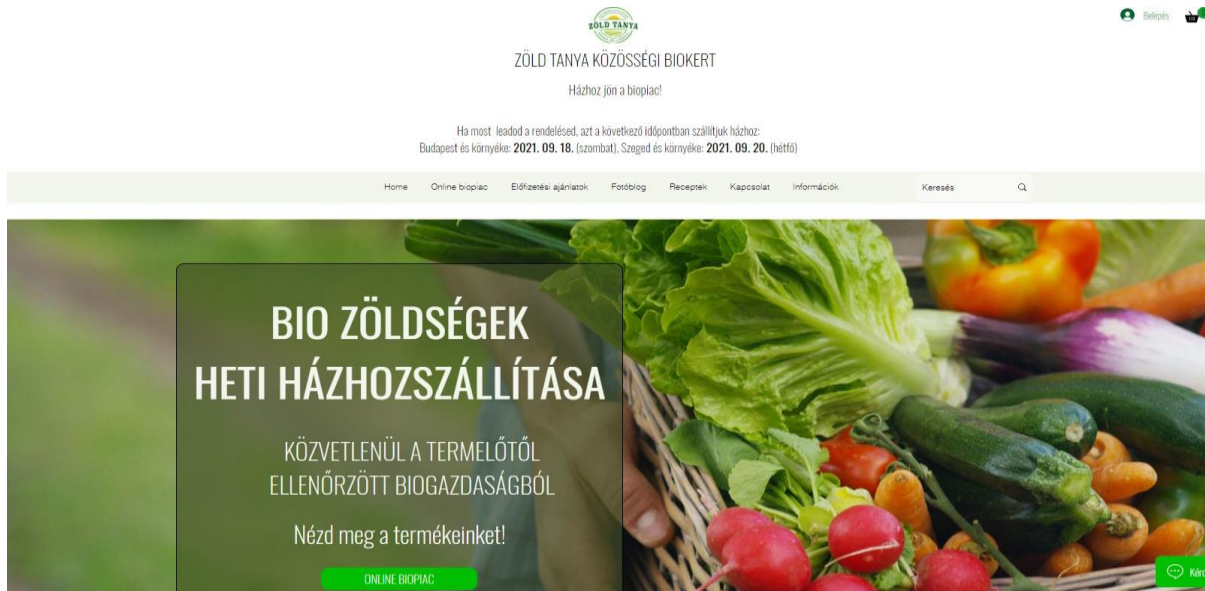 ZÖLD TANYA
Belépés
ZÖLD TANYA KÖZÖSSÉGI BIOKERT
Házhoz jön a biopiac!
Ha most leadod a rendelésed, azt a következő időpontban szállítjuk házhoz:
Budapest és környéke: 2021. 09. 18. (szombat), Szeged és környéke: 2021. 09. 20. (hétfő)
Home Online biopiac Előfizetési ajánlatok Fotóblog Receptek Kapcsolat Információk Keresés
BIO ZÖLDSÉGEK
HETI HÁZHOZSZÁLLÍTÁSA
KÖZVETLENÜL A TERMELŐTŐL
ELLENŐRZÖTT BIOGAZDASÁGBÓL
Nézd meg a termékeinket!
ONLINE BIOPIAC